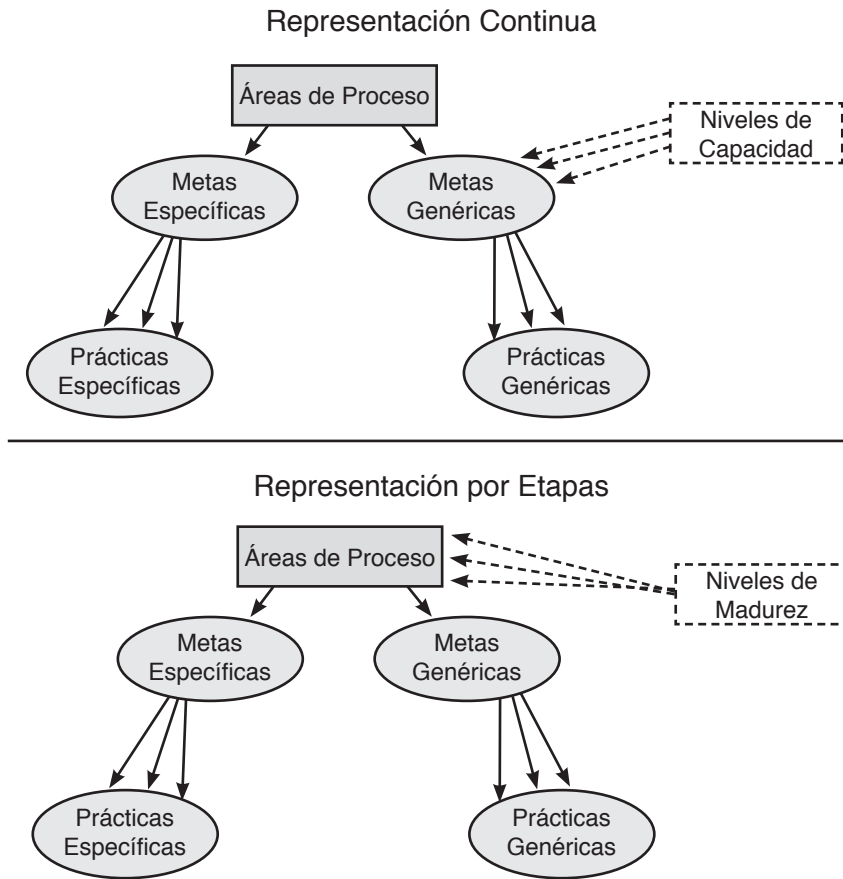 Representación Continua
Áreas de Proceso
Niveles de
Capacidad
Metas
Específicas
Metas
Genéricas
Prácticas
Específicas
Prácticas
Genéricas
Representación por Etapas
Áreas de Proceso
Niveles de
Madurez
Metas
Específicas
Metas
Genéricas
Prácticas
Específicas
Prácticas
Genéricas